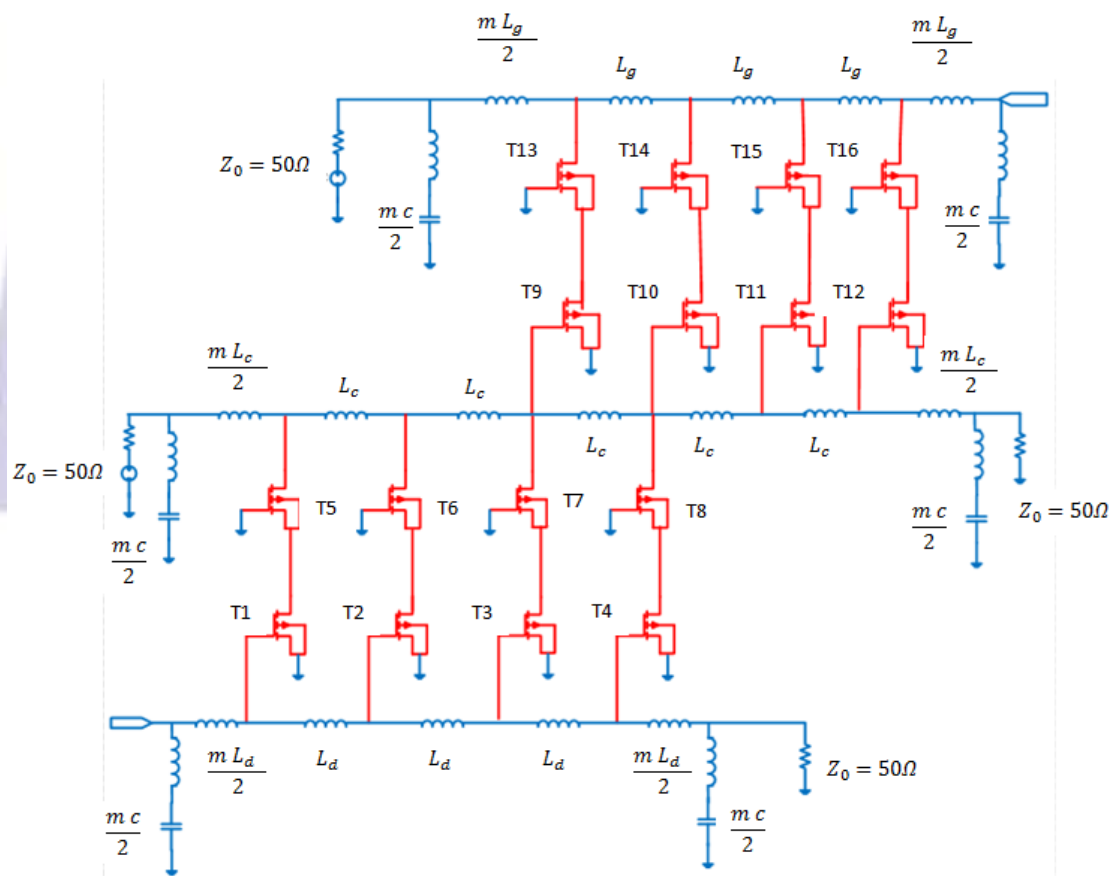 m L_g / 2
L_g
L_g
L_g
m L_g / 2
T13
T14
T15
T16
Z_0 = 50Ω
m c / 2
m c / 2
T9
T10
T11
T12
m L_c / 2
L_c
L_c
L_c
L_c
L_c
m L_c / 2
Z_0 = 50Ω
T5
T6
T7
T8
Z_0 = 50Ω
m c / 2
m c / 2
T1
T2
T3
T4
m L_d / 2
L_d
L_d
L_d
m L_d / 2
Z_0 = 50Ω
m c / 2
m c / 2